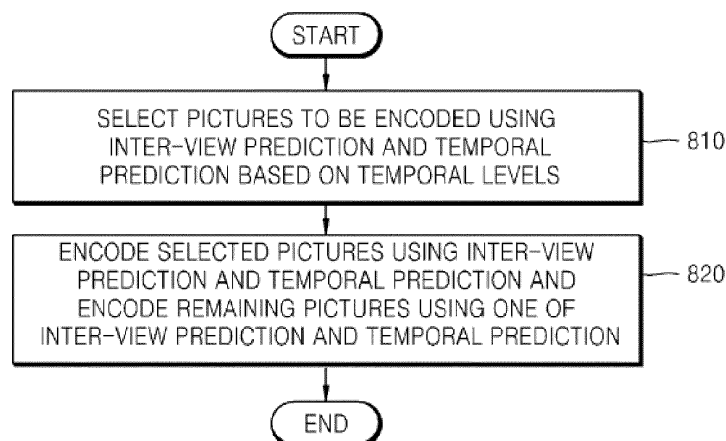 START
SELECT PICTURES TO BE ENCODED USING
INTER-VIEW PREDICTION AND TEMPORAL
PREDICTION BASED ON TEMPORAL LEVELS
810
ENCODE SELECTED PICTURES USING INTER-VIEW
PREDICTION AND TEMPORAL PREDICTION AND
ENCODE REMAINING PICTURES USING ONE OF
INTER-VIEW PREDICTION AND TEMPORAL PREDICTION
820
END